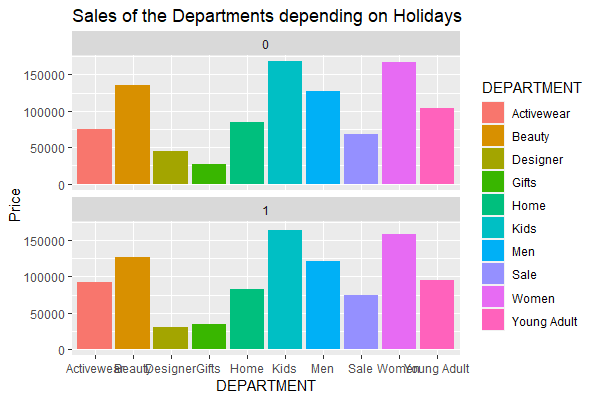 Sales of the Departments depending on Holidays
0
150000
100000
50000
0
1
150000
100000
50000
0
Price
Activewear Beauty Designer Gifts Home Kids Men Sale Women Young Adult
DEPARTMENT
DEPARTMENT
Activewear
Beauty
Designer
Gifts
Home
Kids
Men
Sale
Women
Young Adult